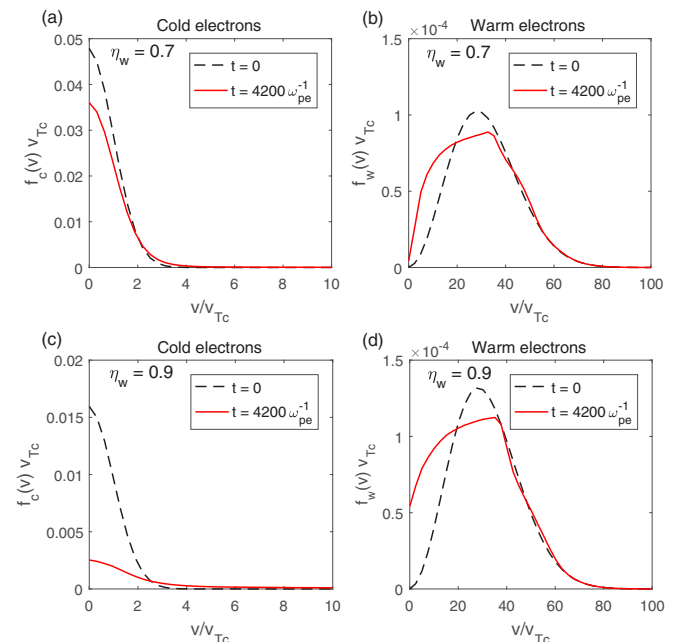 (a)
Cold electrons
η_w = 0.7
t = 0
t = 4200 ω_pe^-1
f_c(v) v_Tc
0.05
0.04
0.03
0.02
0.01
0
0 2 4 6 8 10
v/v_Tc
(b)
Warm electrons
×10^-4
η_w = 0.7
t = 0
t = 4200 ω_pe^-1
f_w(v) v_Tc
1.5
1
0.5
0
0 20 40 60 80 100
v/v_Tc
(c)
Cold electrons
η_w = 0.9
t = 0
t = 4200 ω_pe^-1
f_c(v) v_Tc
0.02
0.015
0.01
0.005
0
0 2 4 6 8 10
v/v_Tc
(d)
Warm electrons
×10^-4
η_w = 0.9
t = 0
t = 4200 ω_pe^-1
f_w(v) v_Tc
1.5
1
0.5
0
0 20 40 60 80 100
v/v_Tc